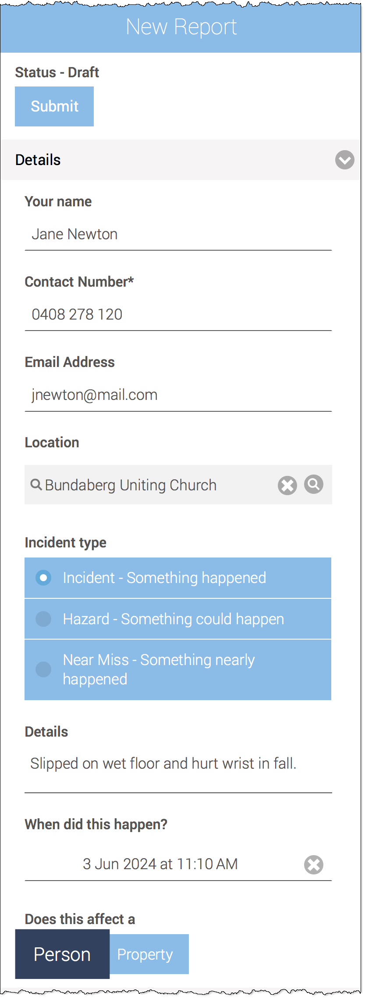 New Report
Status - Draft
Submit
Details
Your name
Jane Newton
Contact Number*
0408 278 120
Email Address
jnewton@mail.com
Location
Bundaberg Uniting Church
Incident type
Incident - Something happened
Hazard - Something could happen
Near Miss - Something nearly
happened
Details
Slipped on wet floor and hurt wrist in fall.
When did this happen?
3 Jun 2024 at 11:10 AM
Does this affect a
Person Property